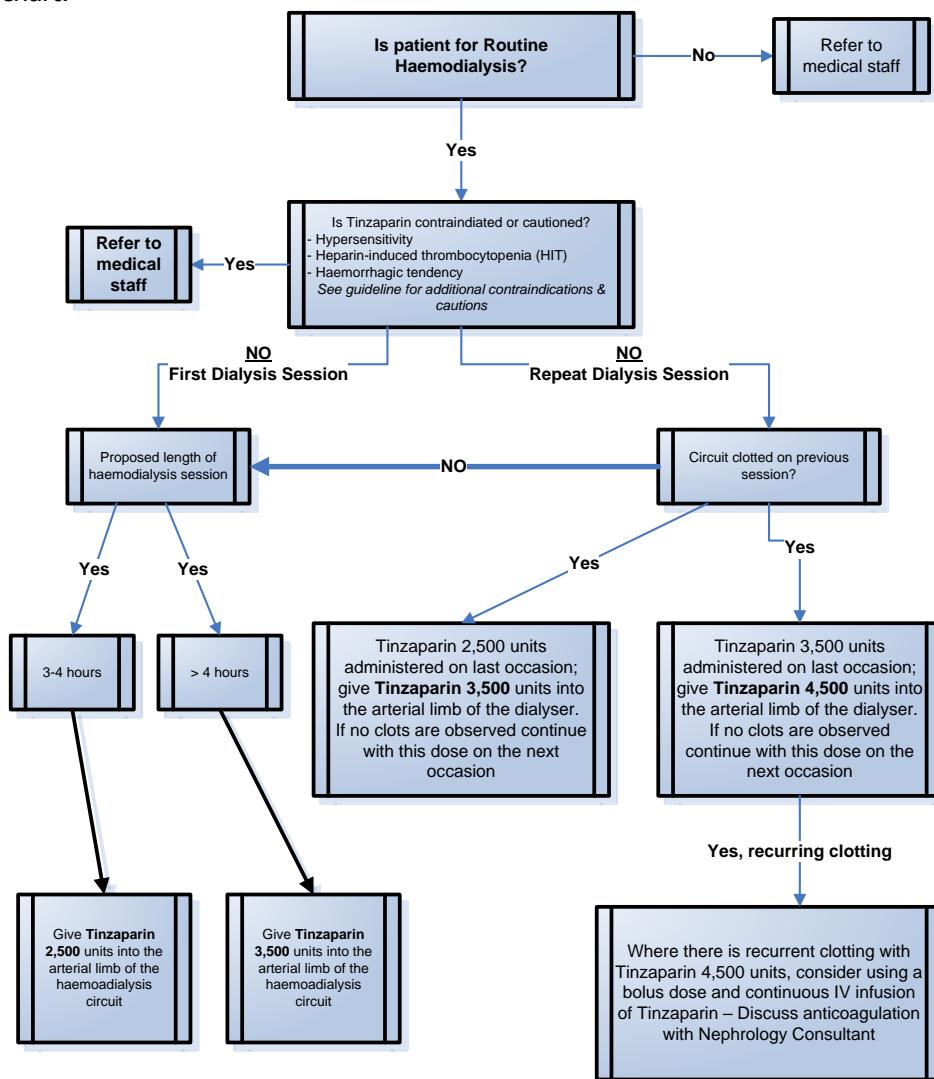 Is patient for Routine
Haemodialysis?
No
Refer to
medical staff
Yes
Is Tinzaparin contraindiated or cautioned?
- Hypersensitivity
- Heparin-induced thrombocytopenia (HIT)
- Haemorrhagic tendency
See guideline for additional contraindications &
cautions
Yes
Refer to
medical
staff
NO
First Dialysis Session
NO
Repeat Dialysis Session
Proposed length of
haemodialysis session
NO
Circuit clotted on previous
session?
Yes
Yes
Yes
Yes
3-4 hours
> 4 hours
Tinzaparin 2,500 units
administered on last occasion;
give Tinzaparin 3,500 units into
the arterial limb of the dialyser.
If no clots are observed continue
with this dose on the next
occasion
Tinzaparin 3,500 units
administered on last occasion;
give Tinzaparin 4,500 units into
the arterial limb of the dialyser.
If no clots are observed
continue with this dose on the
next occasion
Yes, recurring clotting
Give Tinzaparin
2,500 units into the
arterial limb of the
haemoadialysis
circuit
Give Tinzaparin
3,500 units into the
arterial limb of the
haemoadialysis
circuit
Where there is recurrent clotting with
Tinzaparin 4,500 units, consider using a
bolus dose and continuous IV infusion
of Tinzaparin – Discuss anticoagulation
with Nephrology Consultant